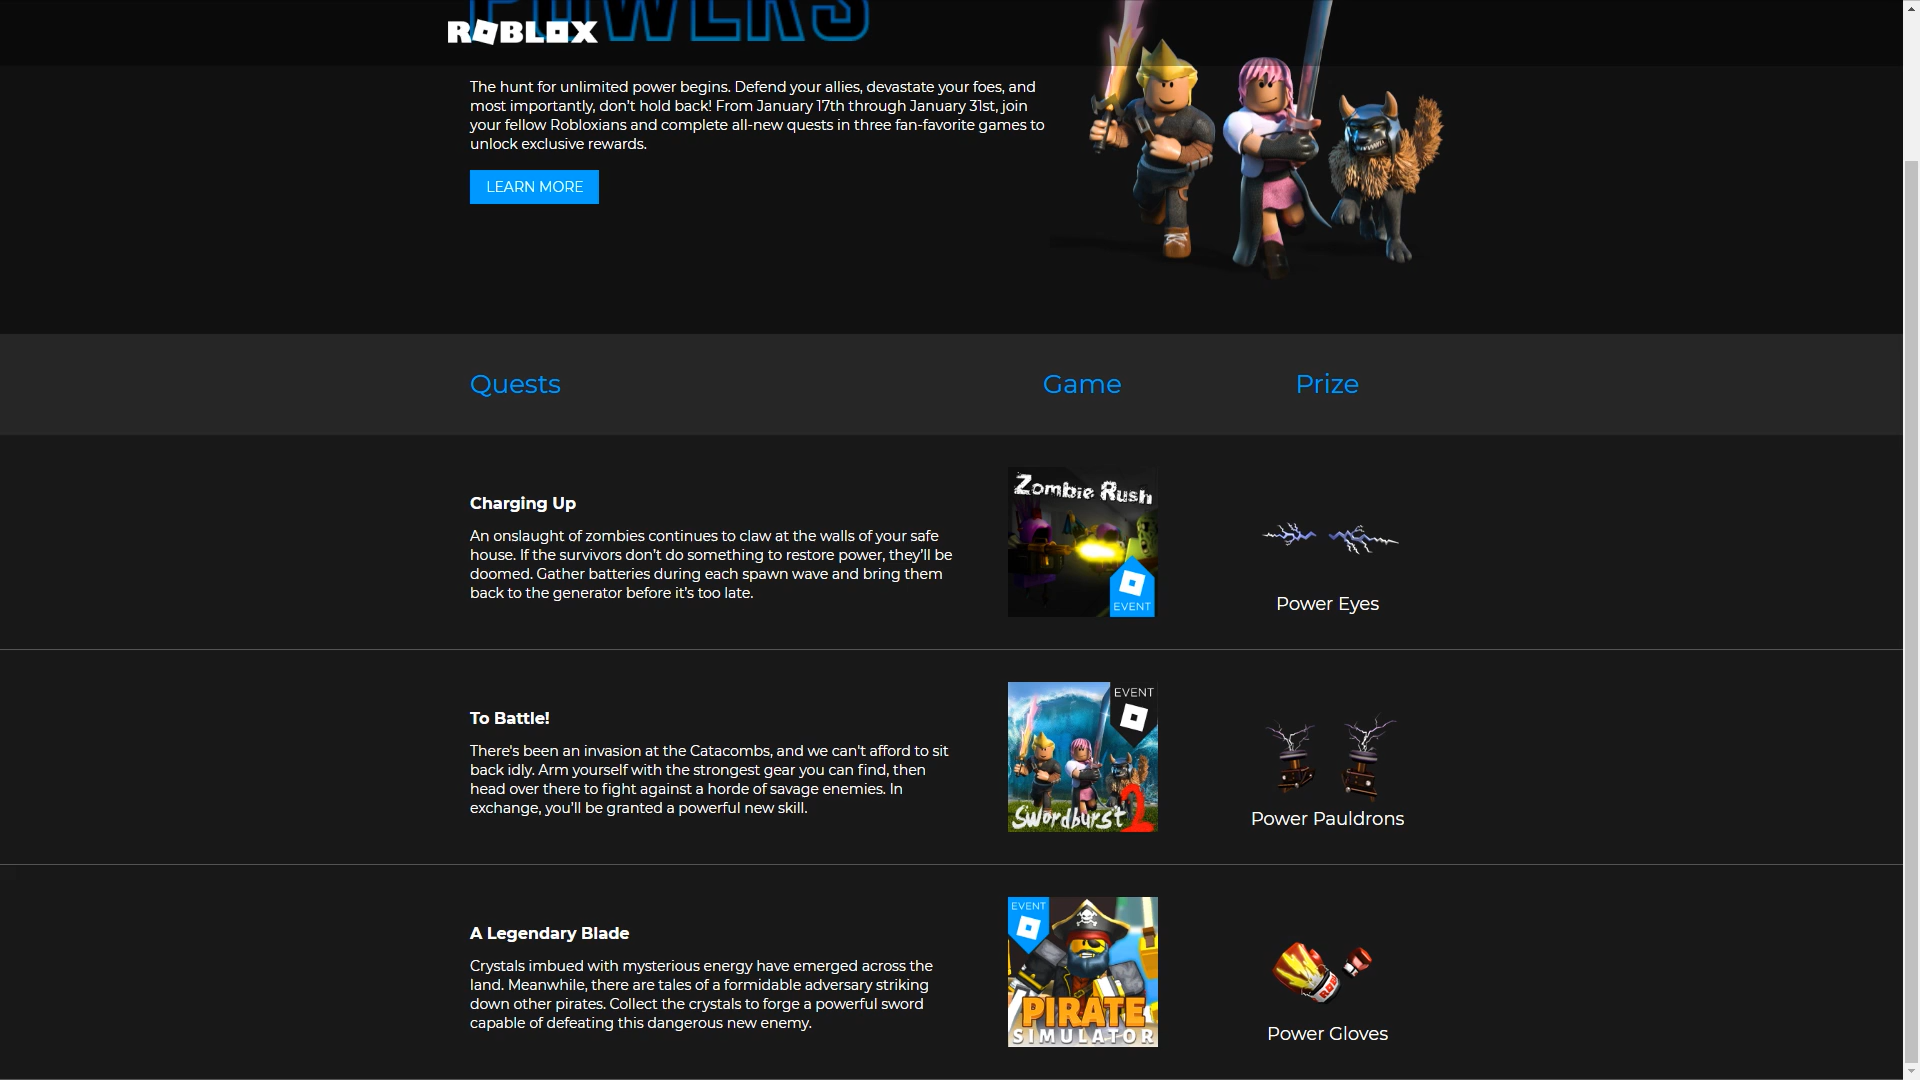 POWERS
ROBLOX
The hunt for unlimited power begins. Defend your allies, devastate your foes, and
most importantly, don’t hold back! From January 17th through January 31st, join
your fellow Robloxians and complete all-new quests in three fan-favorite games to
unlock exclusive rewards.
LEARN MORE
Quests
Game
Prize
Zombie Rush
EVENT
Charging Up
An onslaught of zombies continues to claw at the walls of your safe
house. If the survivors don’t do something to restore power, they’ll be
doomed. Gather batteries during each spawn wave and bring them
back to the generator before it’s too late.
Power Eyes
EVENT
Swordburst 2
To Battle!
There's been an invasion at the Catacombs, and we can't afford to sit
back idly. Arm yourself with the strongest gear you can find, then
head over there to fight against a horde of savage enemies. In
exchange, you’ll be granted a powerful new skill.
Power Pauldrons
EVENT
PIRATE
SIMULATOR
A Legendary Blade
Crystals imbued with mysterious energy have emerged across the
land. Meanwhile, there are tales of a formidable adversary striking
down other pirates. Collect the crystals to forge a powerful sword
capable of defeating this dangerous new enemy.
Power Gloves